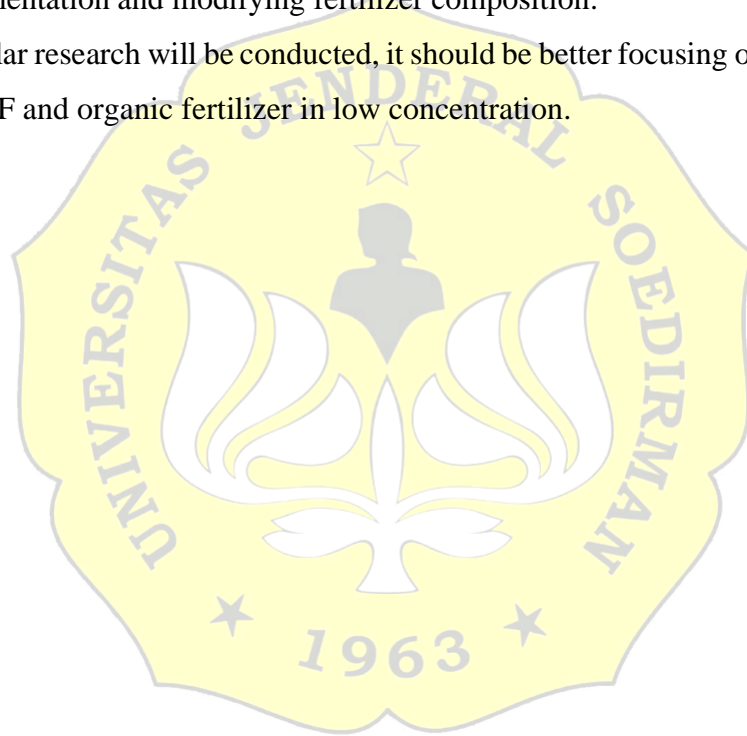 nentation and modifying fertilizer composition.
lar research will be conducted, it should be better focusing o
F and organic fertilizer in low concentration.
UNIVERSITAS JENDERAL SOEDIRMAN
1963